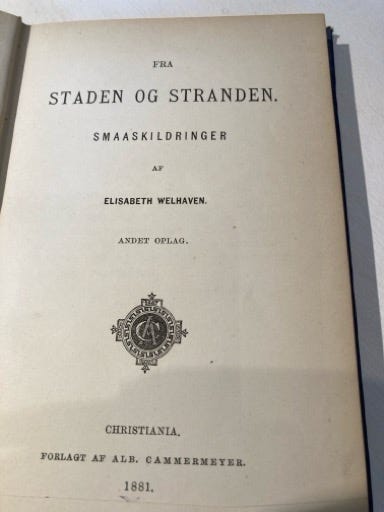 FRA
STADEN OG STRANDEN.
SMAASKILDRINGER
AF
ELISABETH WELHAVEN.
ANDET OPLAG.
CHRISTIANIA.
FORLAGT AF ALB. CAMMERMEYER.
1881.